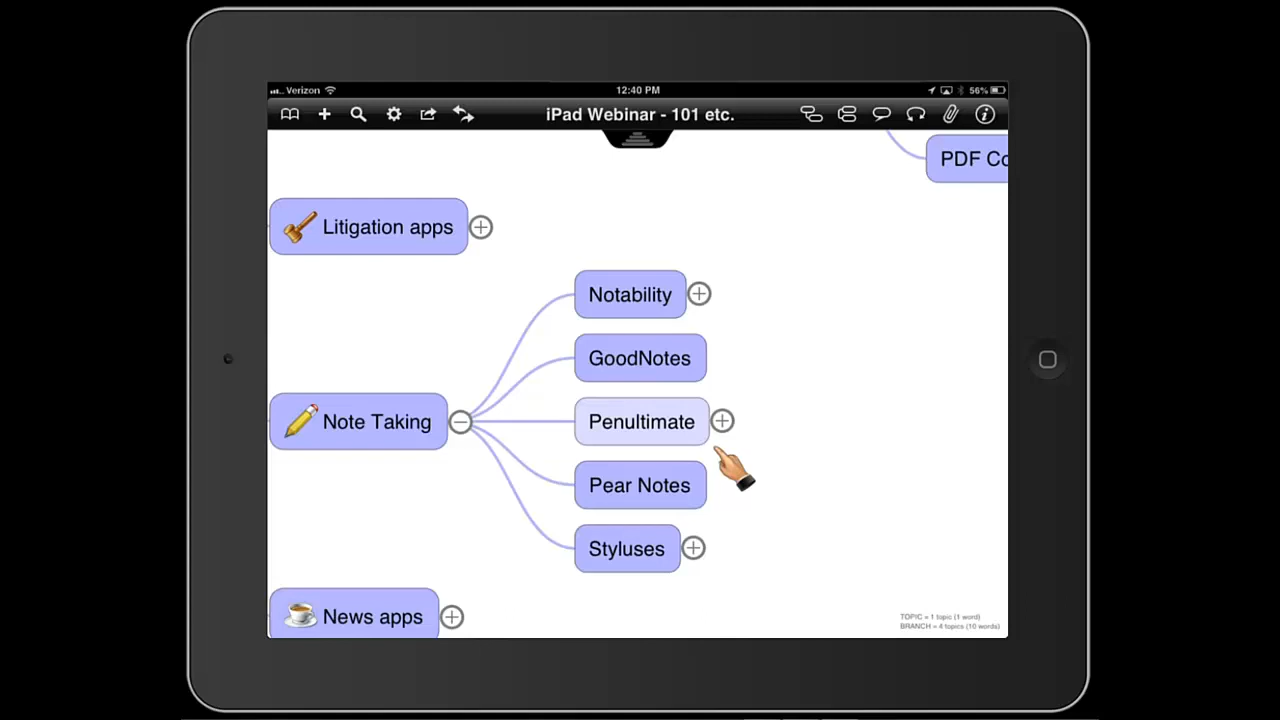 Verizon
12:40 PM
56%
iPad Webinar - 101 etc.
PDF Co
Litigation apps
Notability
GoodNotes
Note Taking
Penultimate
Pear Notes
Styluses
News apps
TOPIC = 1 topic (1 word)
BRANCH = 4 topics (10 words)